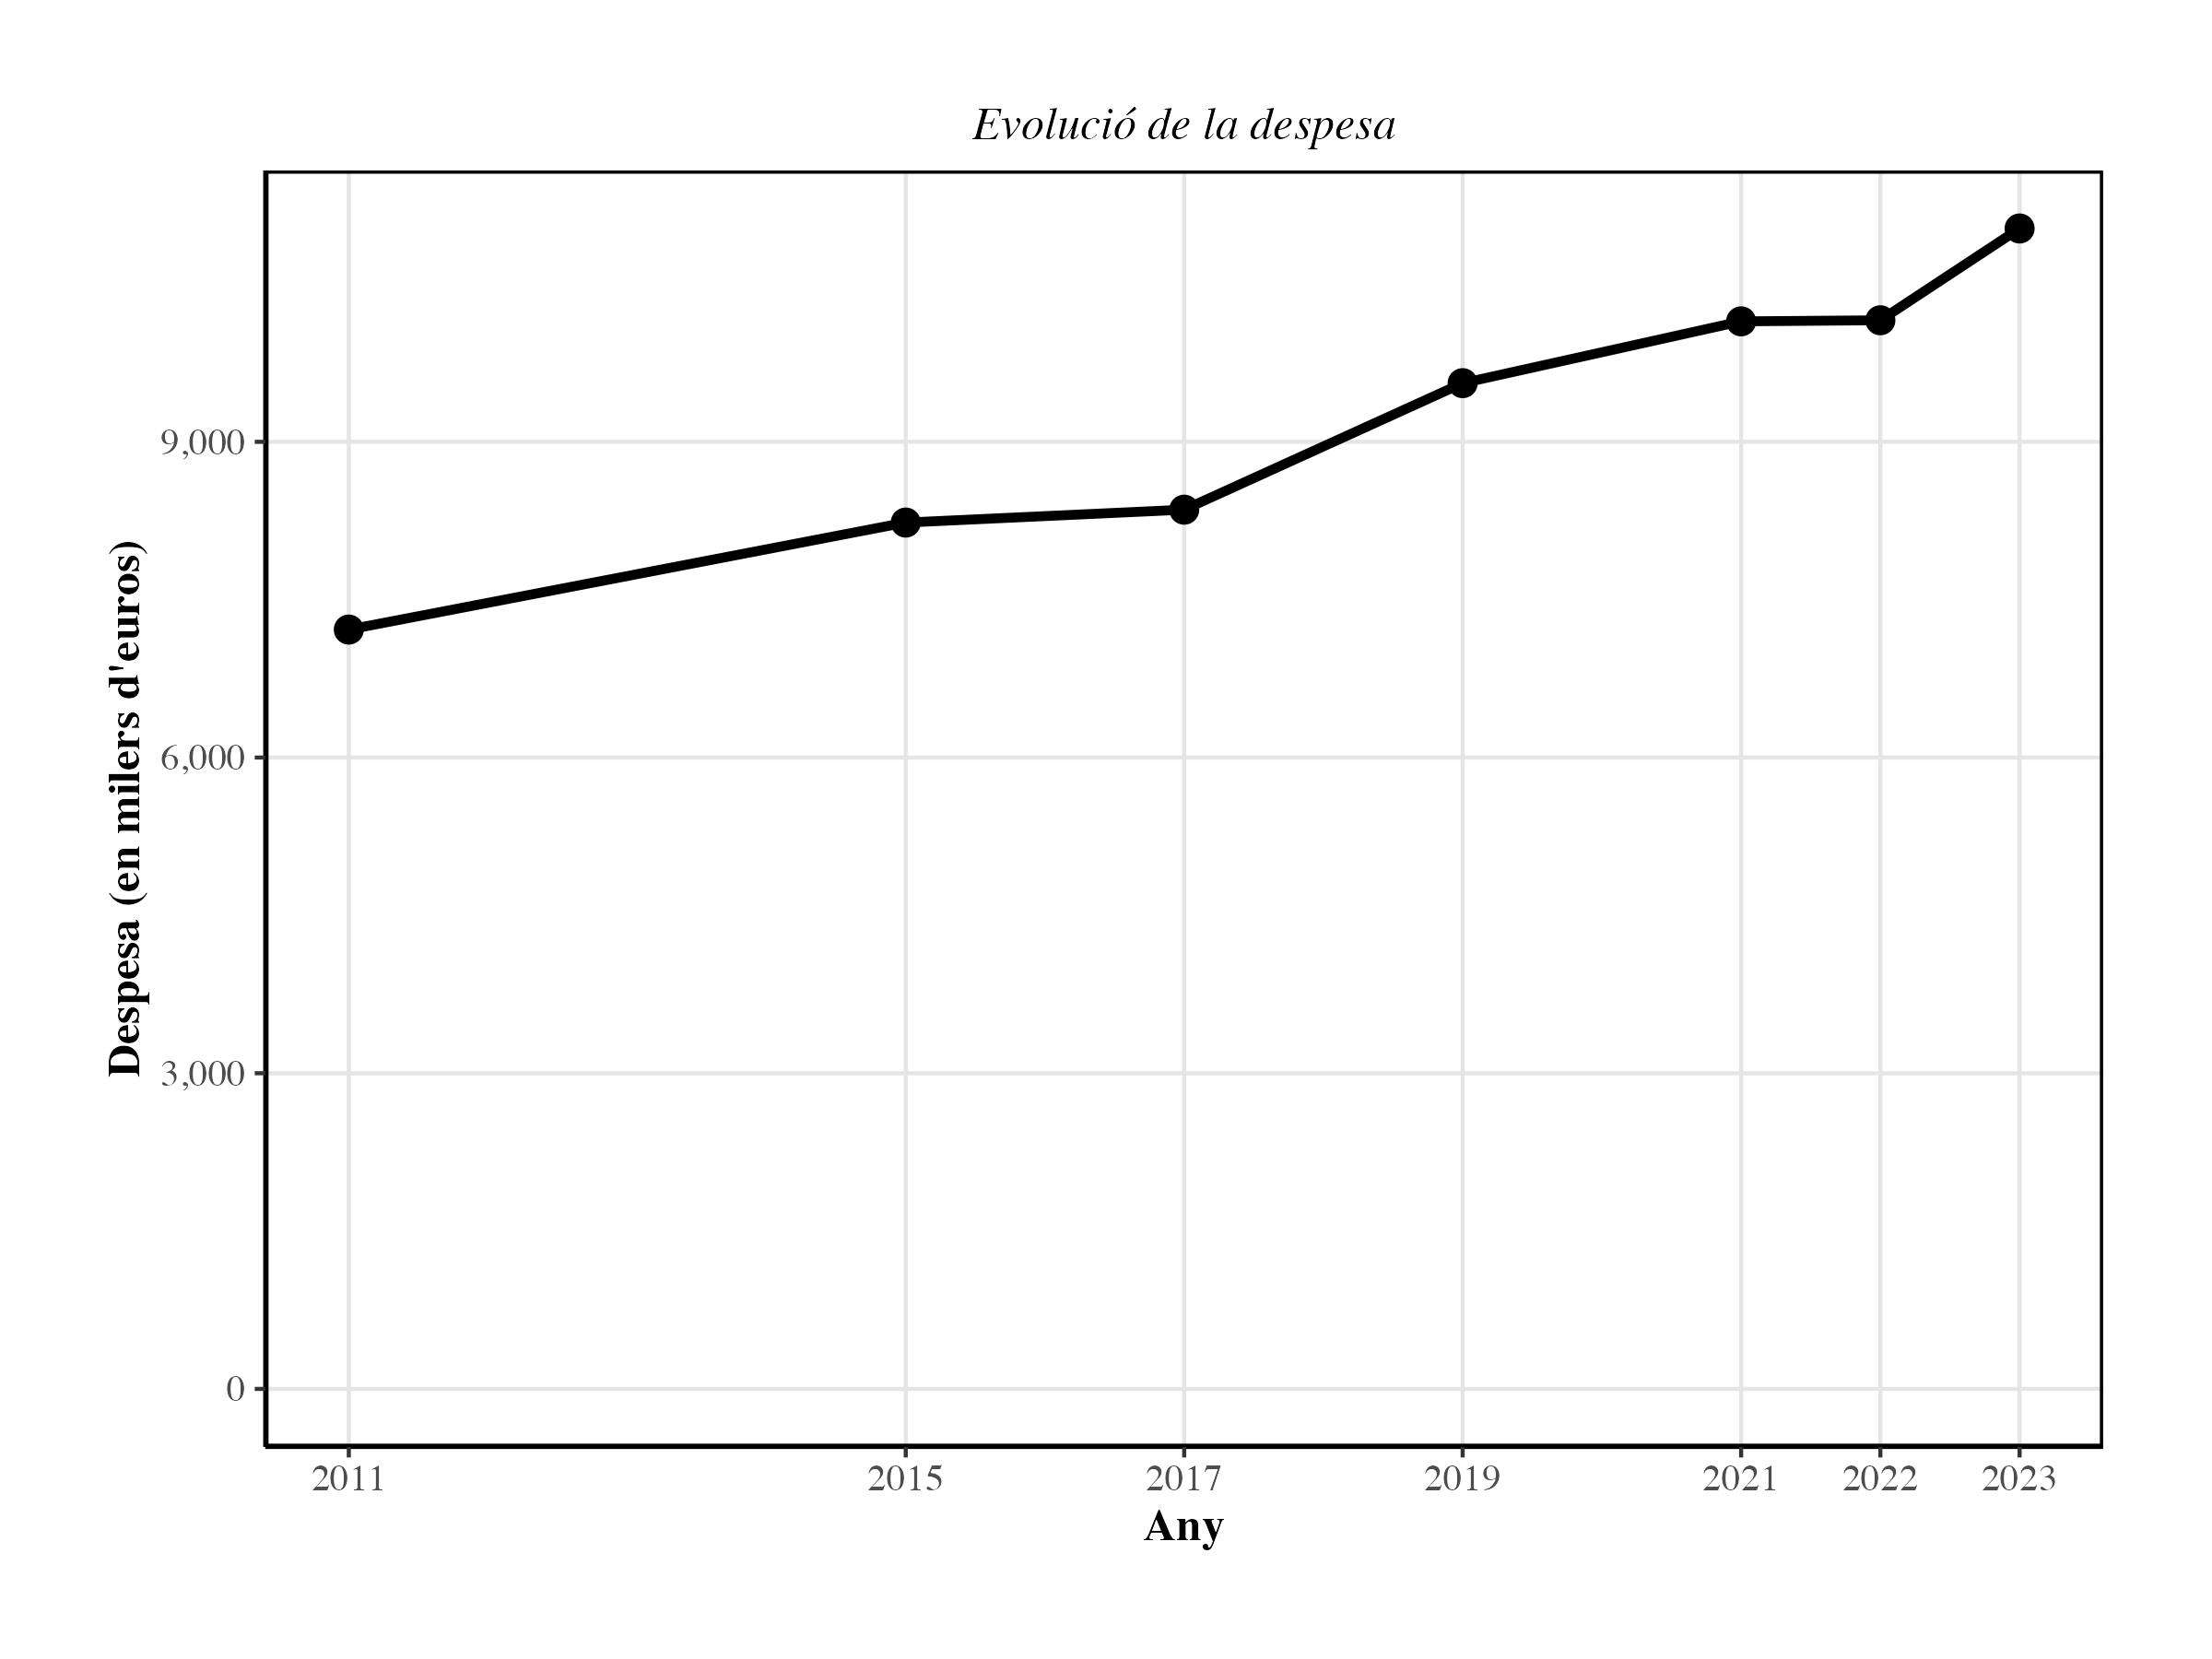 Evolució de la despesa
Despesa (en milers d'euros)
9,000
6,000
3,000
0
2011 2015 2017 2019 2021 2022 2023
Any